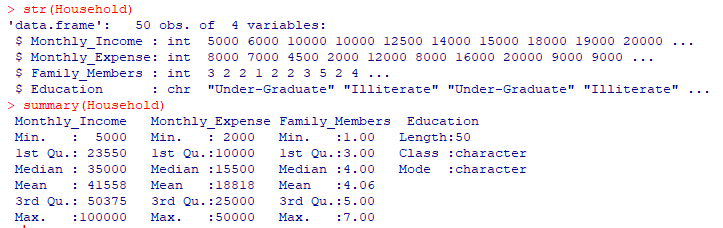 > str(Household)
'data.frame':   50 obs. of  4 variables:
 $ Monthly_Income : int  5000 6000 10000 10000 12500 14000 15000 18000 19000 20000 ...
 $ Monthly_Expense: int  8000 7000 4500 2000 12000 8000 16000 20000 9000 9000 ...
 $ Family_Members : int  3 2 2 1 2 2 3 5 2 4 ...
 $ Education      : chr  "Under-Graduate" "Illiterate" "Under-Graduate" "Illiterate" ...
> summary(Household)
 Monthly_Income   Monthly_Expense Family_Members  Education
 Min.   :  5000   Min.   : 2000   Min.   :1.00   Length:50
 1st Qu.: 23550   1st Qu.:10000   1st Qu.:3.00   Class :character
 Median : 35000   Median :15500   Median :4.00   Mode  :character
 Mean   : 41558   Mean   :18818   Mean   :4.06
 3rd Qu.: 50375   3rd Qu.:25000   3rd Qu.:5.00
 Max.   :100000   Max.   :50000   Max.   :7.00